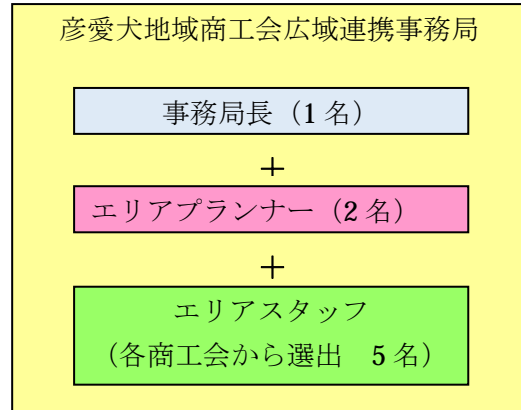 彦愛犬地域商工会広域連携事務局
事務局長（1 名）
＋
エリアプランナー（2 名）
＋
エリアスタッフ
（各商工会から選出　5 名）